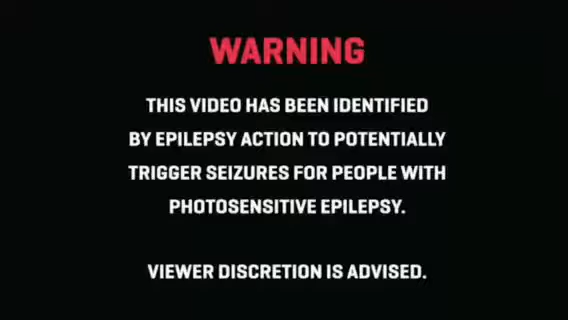 WARNING
THIS VIDEO HAS BEEN IDENTIFIED
BY EPILEPSY ACTION TO POTENTIALLY
TRIGGER SEIZURES FOR PEOPLE WITH
PHOTOSENSITIVE EPILEPSY.
VIEWER DISCRETION IS ADVISED.